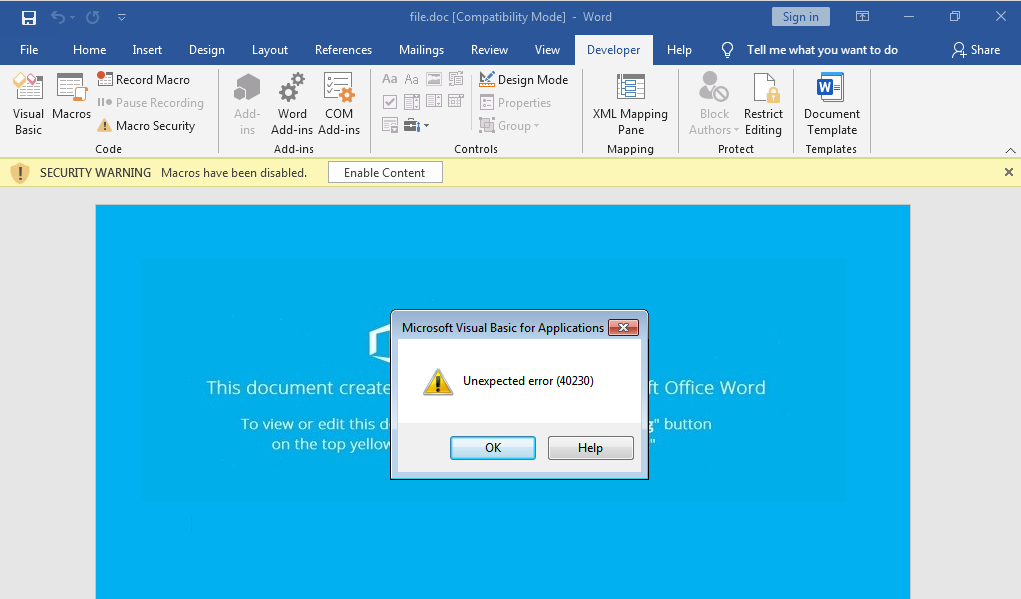 file.doc [Compatibility Mode] - Word
Sign in
File Home Insert Design Layout References Mailings Review View Developer Help Tell me what you want to do Share
Visual Basic
Macros
Record Macro
Pause Recording
Macro Security
Code
Add-ins
Word Add-ins
COM Add-ins
Add-ins
Aa Aa
Design Mode
Properties
Group
Controls
XML Mapping Pane
Mapping
Block Authors
Restrict Editing
Protect
Document Template
Templates
SECURITY WARNING Macros have been disabled. Enable Content
Microsoft Visual Basic for Applications
Unexpected error (40230)
OK Help
This document create ft Office Word
To view or edit this d g" button
on the top yellow "